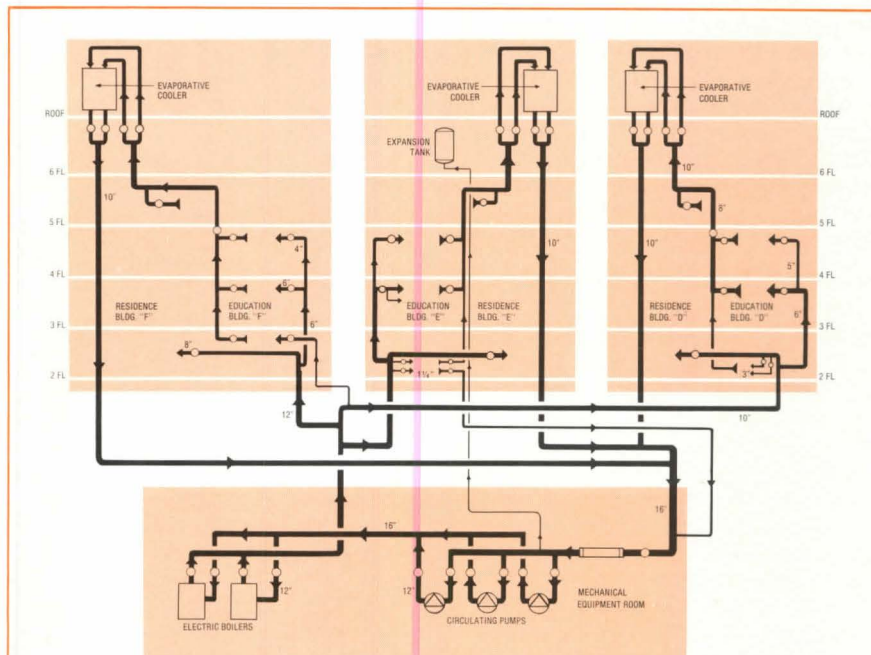 EVAPORATIVE
COOLER
ROOF
6 FL
10"
5 FL
4"
4 FL
6"
RESIDENCE
BLDG. "F"
EDUCATION
BLDG. "F"
3 FL
6"
8"
2 FL
12"
EVAPORATIVE
COOLER
EXPANSION
TANK
10"
EDUCATION
BLDG. "E"
RESIDENCE
BLDG. "E"
1¼"
EVAPORATIVE
COOLER
ROOF
10"
6 FL
8"
5 FL
10"
5"
4 FL
RESIDENCE
BLDG. "D"
EDUCATION
BLDG. "D"
6"
3 FL
3"
2 FL
10"
16"
16"
12"
12"
MECHANICAL
EQUIPMENT ROOM
ELECTRIC BOILERS
CIRCULATING PUMPS